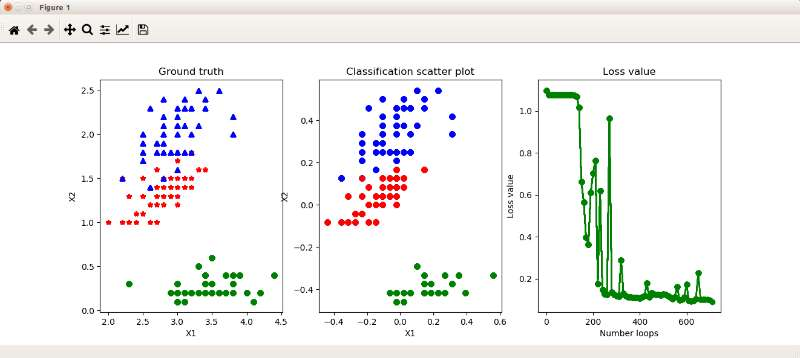 Figure 1
Ground truth
Classification scatter plot
Loss value
2.5
2.0
1.5
1.0
0.5
0.0
X2
2.0 2.5 3.0 3.5 4.0 4.5
X1
0.4
0.2
0.0
−0.2
−0.4
X2
−0.4 −0.2 0.0 0.2 0.4 0.6
X1
1.0
0.8
0.6
0.4
0.2
Loss value
0 200 400 600
Number loops